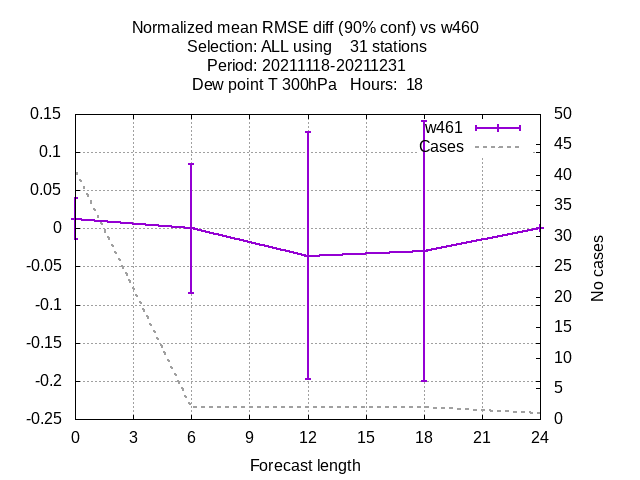 Normalized mean RMSE diff (90% conf) vs w460
Selection: ALL using    31 stations
Period: 20211118-20211231
Dew point T 300hPa   Hours:  18
w461
Cases
0.15
0.1
0.05
0
-0.05
-0.1
-0.15
-0.2
-0.25
50
45
40
35
30
25
20
15
10
5
0
No cases
0 3 6 9 12 15 18 21 24
Forecast length